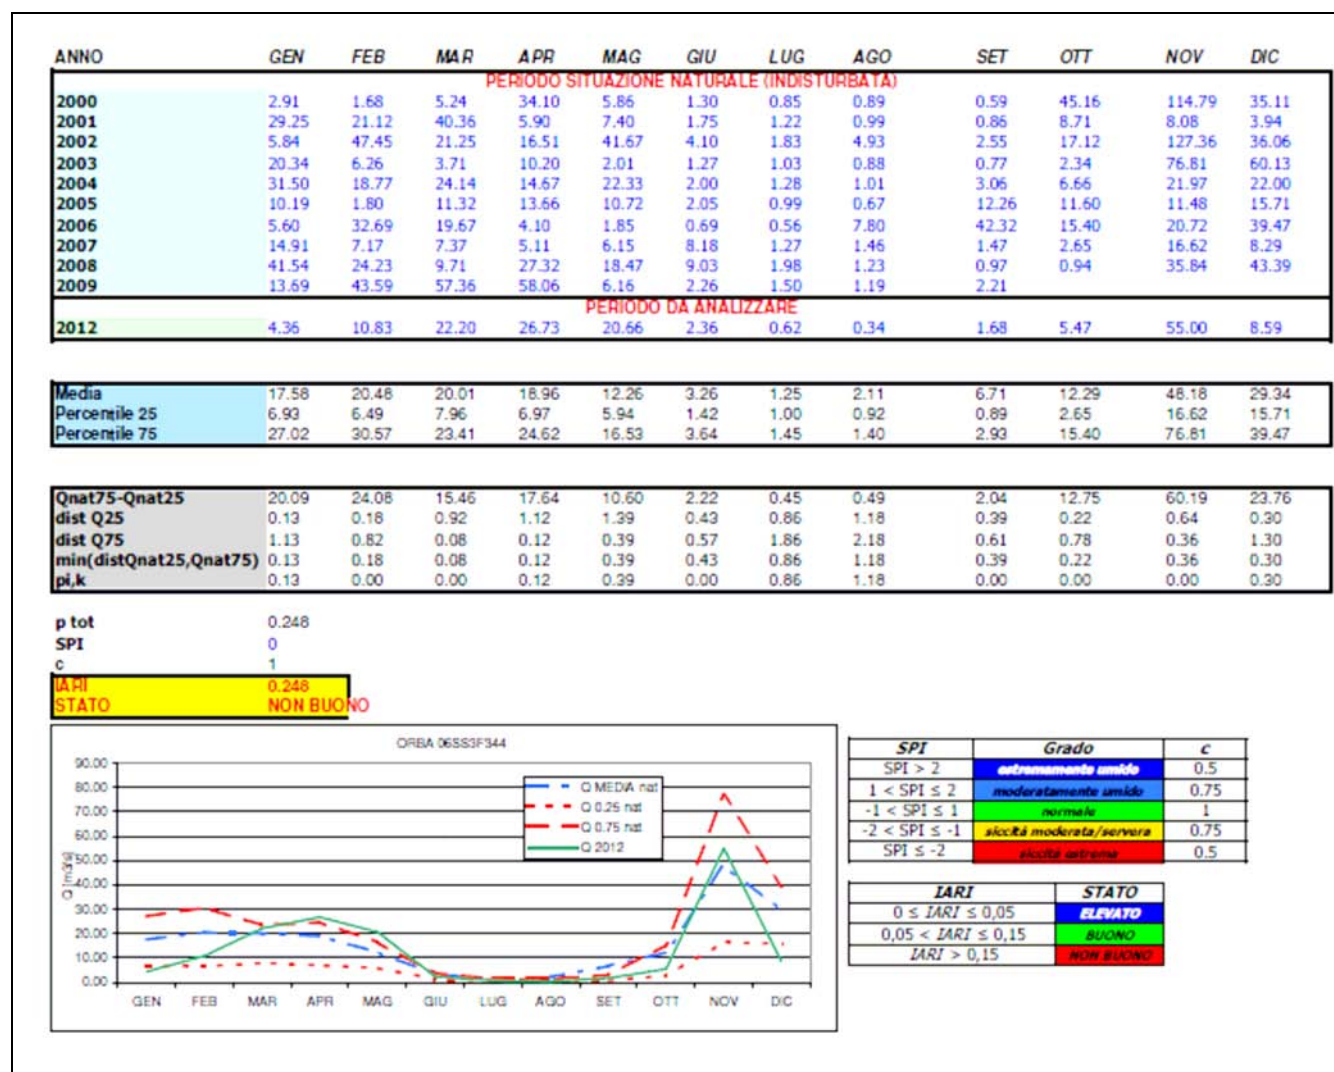 ANNO GEN FEB MAR APR MAG GIU LUG AGO SET OTT NOV DIC
PERIODO SITUAZIONE NATURALE (INDISTURBATA)
2000 2.91 1.68 5.24 34.10 5.86 1.30 0.85 0.89 0.59 45.16 114.79 35.11
2001 29.25 21.12 40.36 5.90 7.40 1.75 1.22 0.99 0.86 8.71 8.08 3.94
2002 5.84 47.45 21.25 16.51 41.67 4.10 1.83 4.93 2.55 17.12 127.36 36.06
2003 20.34 6.26 3.71 10.20 2.01 1.27 1.03 0.88 0.77 2.34 76.81 60.13
2004 31.50 18.77 24.14 14.67 22.33 2.00 1.28 1.01 3.06 6.66 21.97 22.00
2005 10.19 1.80 11.32 13.66 10.72 2.05 0.99 0.67 12.26 11.60 11.48 15.71
2006 5.60 32.69 19.67 4.10 1.85 0.69 0.56 7.80 42.32 15.40 20.72 39.47
2007 14.91 7.17 7.37 5.11 6.15 8.18 1.27 1.46 1.47 2.65 16.62 8.29
2008 41.54 24.23 9.71 27.32 18.47 9.03 1.98 1.23 0.97 0.94 35.84 43.39
2009 13.69 43.59 57.36 58.06 6.16 2.26 1.50 1.19 2.21
PERIODO DA ANALIZZARE
2012 4.36 10.83 22.20 26.73 20.66 2.36 0.62 0.34 1.68 5.47 55.00 8.59
Media 17.58 20.48 20.01 18.96 12.26 3.26 1.25 2.11 6.71 12.29 48.18 29.34
Percentile 25 6.93 6.49 7.96 6.97 5.94 1.42 1.00 0.92 0.89 2.65 16.62 15.71
Percentile 75 27.02 30.57 23.41 24.62 16.53 3.64 1.45 1.40 2.93 15.40 76.81 39.47
Qnat75-Qnat25 20.09 24.08 15.46 17.64 10.60 2.22 0.45 0.49 2.04 12.75 60.19 23.76
dist Q25 0.13 0.18 0.92 1.12 1.39 0.43 0.86 1.18 0.39 0.22 0.64 0.30
dist Q75 1.13 0.82 0.08 0.12 0.39 0.57 1.86 2.18 0.61 0.78 0.36 1.30
min(distQnat25,Qnat75) 0.13 0.18 0.08 0.12 0.39 0.43 0.86 1.18 0.39 0.22 0.36 0.30
pi,k 0.13 0.00 0.00 0.12 0.39 0.00 0.86 1.18 0.00 0.00 0.00 0.30
p tot 0.248
SPI 0
c 1
IARI 0.248
STATO NON BUONO
ORBA 06SS3F344
Q [m3/s]
90.00
80.00
70.00
60.00
50.00
40.00
30.00
20.00
10.00
0.00
Q MEDIA nat
Q 0.25 nat
Q 0.75 nat
Q 2012
GEN FEB MAR APR MAG GIU LUG AGO SET OTT NOV DIC
SPI Grado c
SPI > 2 estremamente umido 0.5
1 < SPI ≤ 2 moderatamente umido 0.75
-1 < SPI ≤ 1 normale 1
-2 < SPI ≤ -1 siccità moderata/servera 0.75
SPI ≤ -2 siccità estrema 0.5
IARI STATO
0 ≤ IARI ≤ 0,05 ELEVATO
0,05 < IARI ≤ 0,15 BUONO
IARI > 0,15 NON BUONO